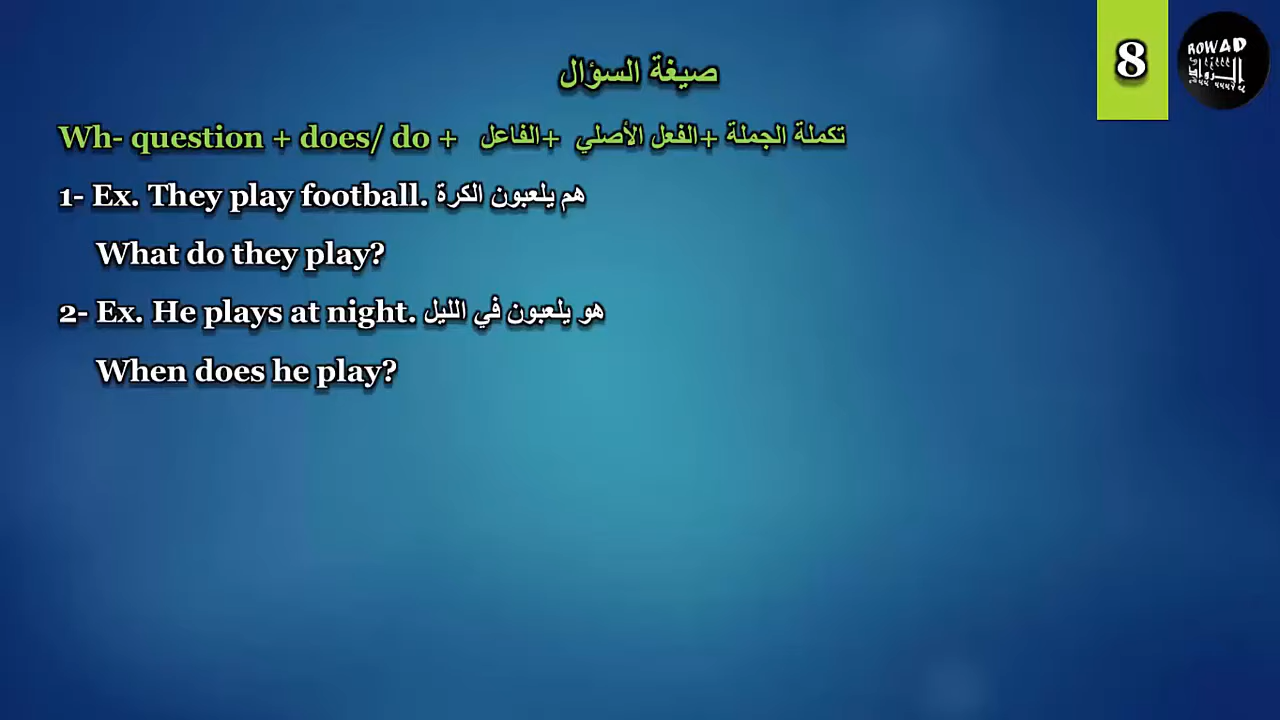 8
ROWAD
الرواد
صيغة السؤال
Wh- question + does/ do + الفاعل+ الفعل الأصلي +تكملة الجملة
1- Ex. They play football. هم يلعبون الكرة
What do they play?
2- Ex. He plays at night. هو يلعبون في الليل
When does he play?